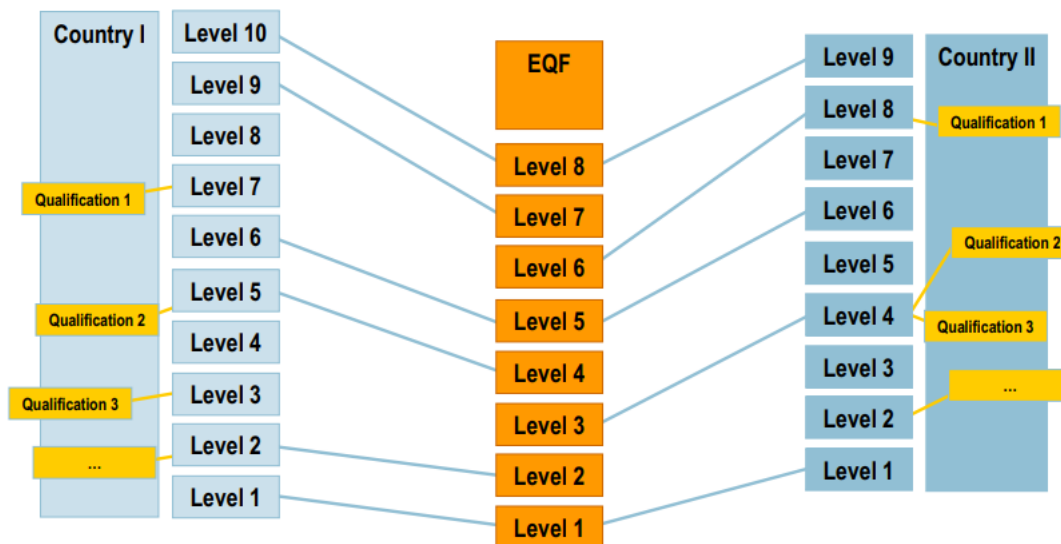 Country I
Level 10
Level 9
Level 8
Level 7
Level 6
Level 5
Level 4
Level 3
Level 2
Level 1
Qualification 1
Qualification 2
Qualification 3
...
EQF
Level 8
Level 7
Level 6
Level 5
Level 4
Level 3
Level 2
Level 1
Level 9
Level 8
Level 7
Level 6
Level 5
Level 4
Level 3
Level 2
Level 1
Country II
Qualification 1
Qualification 2
Qualification 3
...